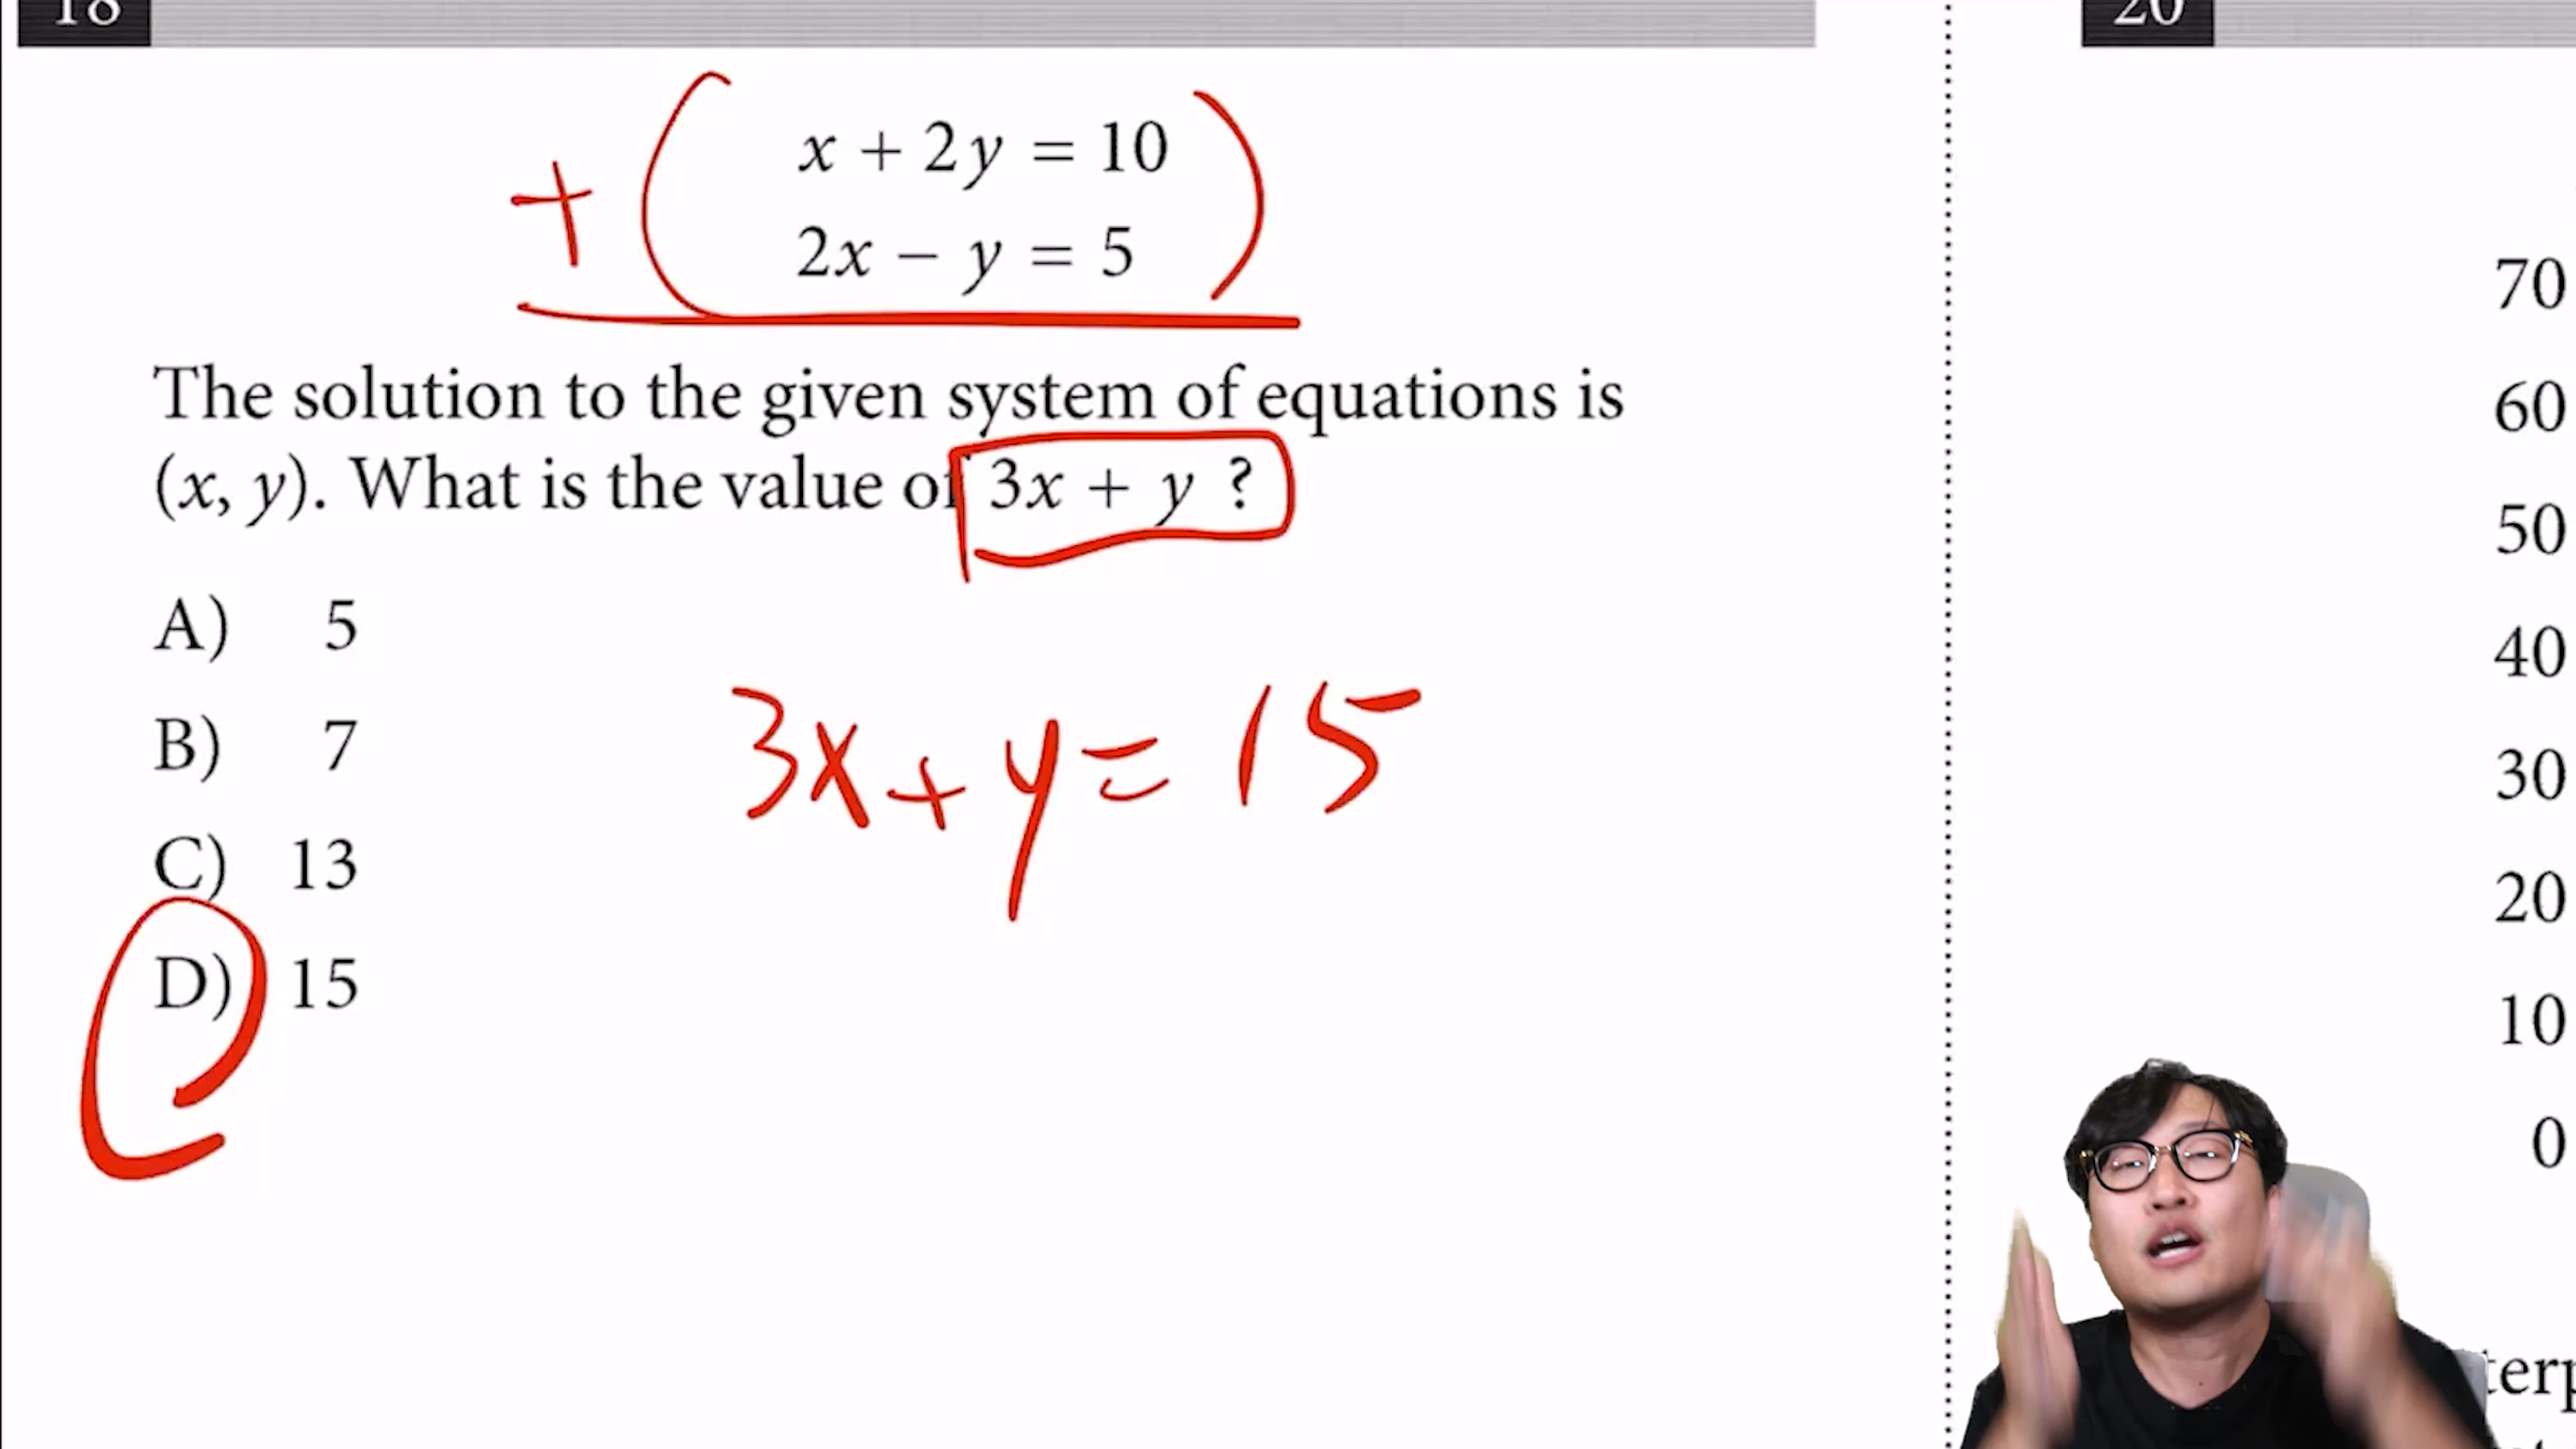 18
+
x + 2y = 10
2x − y = 5
The solution to the given system of equations is
(x, y). What is the value of 3x + y ?
A) 5
B) 7
C) 13
D) 15
3x + y = 15
20
70
60
50
40
30
20
10
0
terp